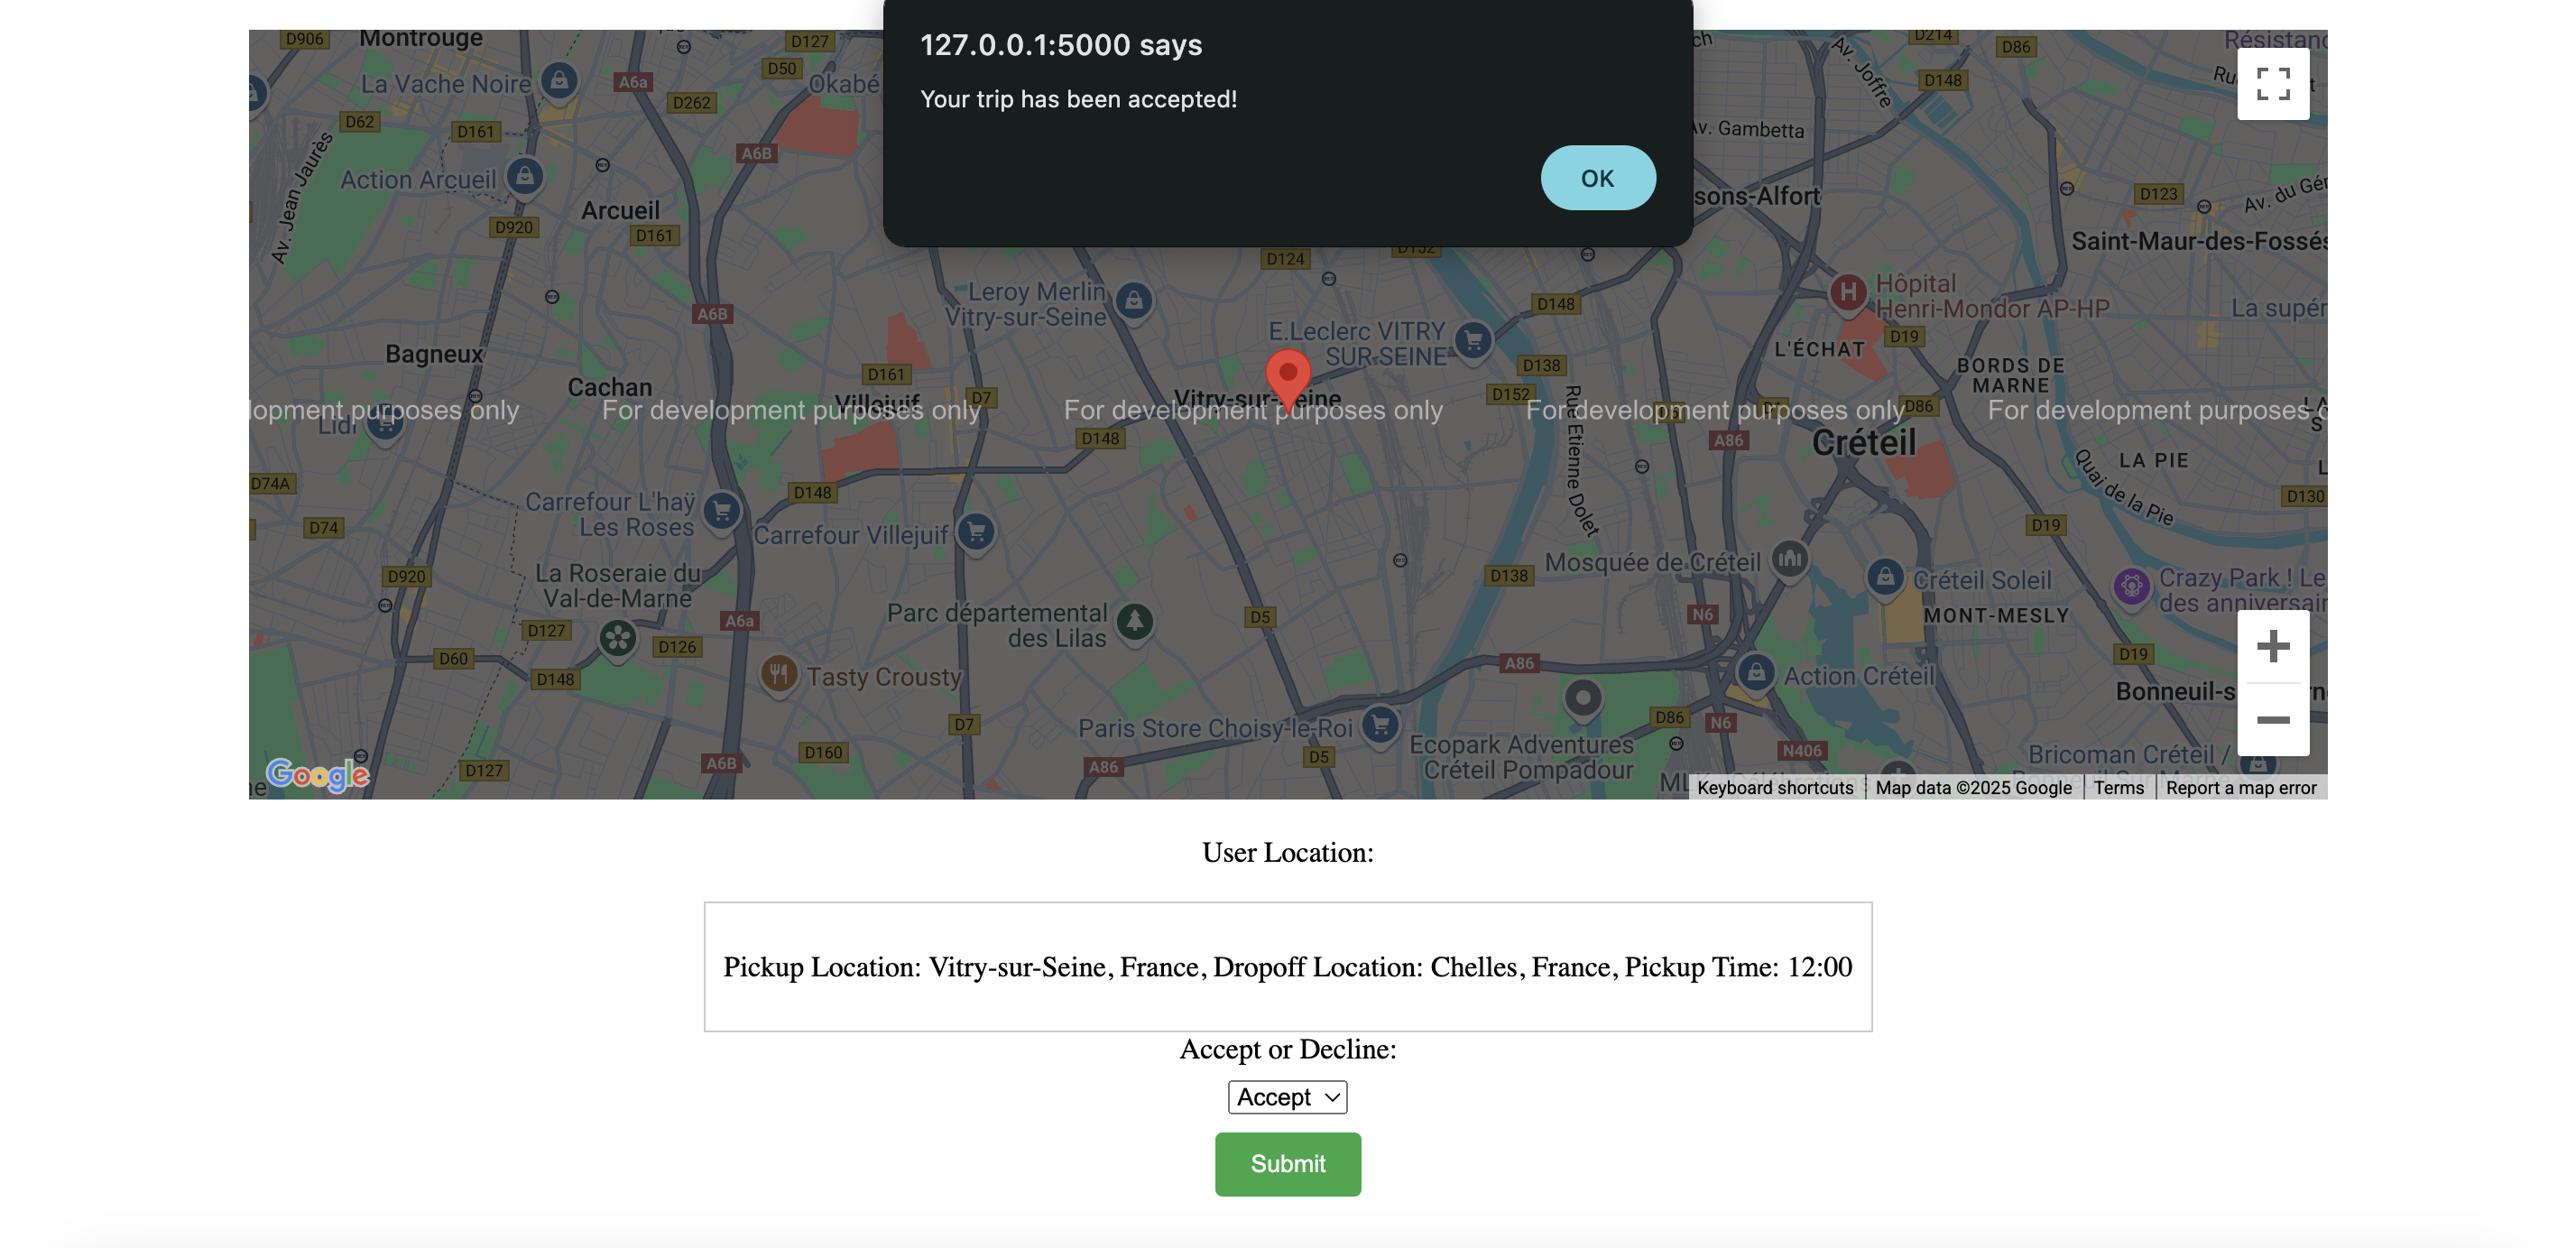 127.0.0.1:5000 says
Your trip has been accepted!
OK
D906
Montrouge
D127
D214
D86
Résistanc
La Vache Noire
A6a
D50
Okabé
Av. Joffre
D148
D262
D62
D161
Av. Gambetta
A6B
Av. Jean Jaurès
Action Arcueil
Arcueil
sons-Alfort
D123
Av. du Gér
D920
D161
Saint-Maur-des-Fossés
D124
D152
Leroy Merlin
Vitry-sur-Seine
D148
Hôpital
Henri-Mondor AP-HP
La supér
A6B
E.Leclerc VITRY
SUR SEINE
D19
L'ÉCHAT
Bagneux
D161
D138
BORDS DE
MARNE
Cachan
Villejuif
D7
Vitry-sur-Seine
D152
Rue Etienne Dolet
D86
lopment purposes only
For development purposes only
For development purposes only
For development purposes only
For development purposes o
Lidl
D148
A86
Créteil
LA PIE
Quai de la Pie
D74A
D148
D130
Carrefour L'haÿ
Les Roses
D74
Carrefour Villejuif
D19
Mosquée de Créteil
D920
La Roseraie du
Val-de-Marne
D138
Créteil Soleil
Crazy Park ! Le
des anniversair
Parc départemental
des Lilas
A6a
D5
N6
MONT-MESLY
D127
D126
D60
D148
Tasty Crousty
A86
Action Créteil
D19
Bonneuil-s
D7
Paris Store Choisy-le-Roi
D86
N6
D160
A6B
D127
A86
D5
Ecopark Adventures
Créteil Pompadour
N406
Bricoman Créteil /
Google
Keyboard shortcuts
Map data ©2025 Google
Terms
Report a map error
User Location:
Pickup Location: Vitry-sur-Seine, France, Dropoff Location: Chelles, France, Pickup Time: 12:00
Accept or Decline:
Accept
Submit